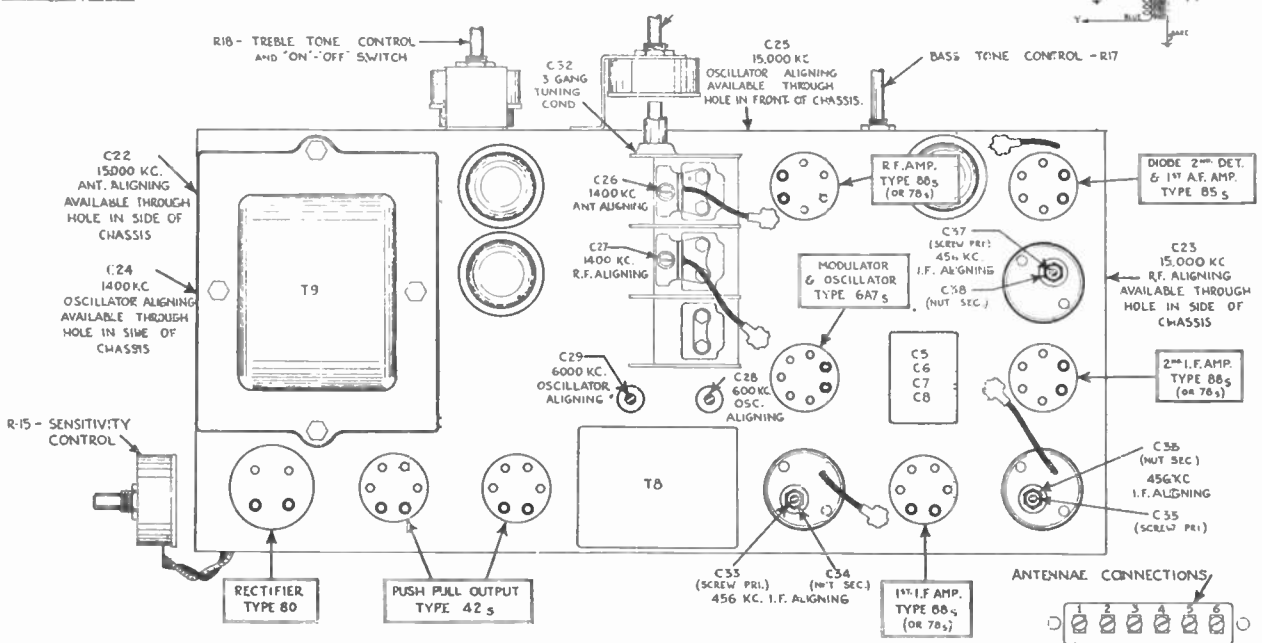 Y
BLUE
BARE
R18 - TREBLE TONE CONTROL
AND "ON"-"OFF" SWITCH
C32
3 GANG
TUNING
COND
C25
15,000 KC
OSCILLATOR ALIGNING
AVAILABLE THROUGH
HOLE IN FRONT OF CHASSIS.
BASS TONE CONTROL - R17
C22
15,000 KC.
ANT. ALIGNING
AVAILABLE THROUGH
HOLE IN SIDE OF
CHASSIS
C24
1400 KC
OSCILLATOR ALIGNING
AVAILABLE THROUGH
HOLE IN SIDE OF
CHASSIS
T9
C26
1400 KC
ANT ALIGNING
C27
1400 KC.
R.F. ALIGNING
R.F. AMP.
TYPE 88s
(OR 78s)
DIODE 2ND. DET.
& 1ST A.F. AMP.
TYPE 85s
C37
(SCREW PRI.)
456 KC.
I.F. ALIGNING
C38
(NUT SEC.)
C23
15,000 KC
R.F. ALIGNING
AVAILABLE THROUGH
HOLE IN SIDE OF
CHASSIS
MODULATOR
& OSCILLATOR
TYPE 6A7s
C5
C6
C7
C8
C29
6000 KC.
OSCILLATOR
ALIGNING
C28
600 KC
OSC.
ALIGNING
2ND I.F. AMP.
TYPE 88s
(OR 78s)
R-15 - SENSITIVITY
CONTROL
T8
C36
(NUT SEC)
456 KC
I.F. ALIGNING
C35
(SCREW PRI)
RECTIFIER
TYPE 80
PUSH PULL OUTPUT
TYPE 42s
C33
(SCREW PRI.)
C34
(NUT SEC.)
456 KC. I.F. ALIGNING
1ST. I.F. AMP.
TYPE 88s
(OR 78s)
ANTENNAE CONNECTIONS
1 2 3 4 5 6